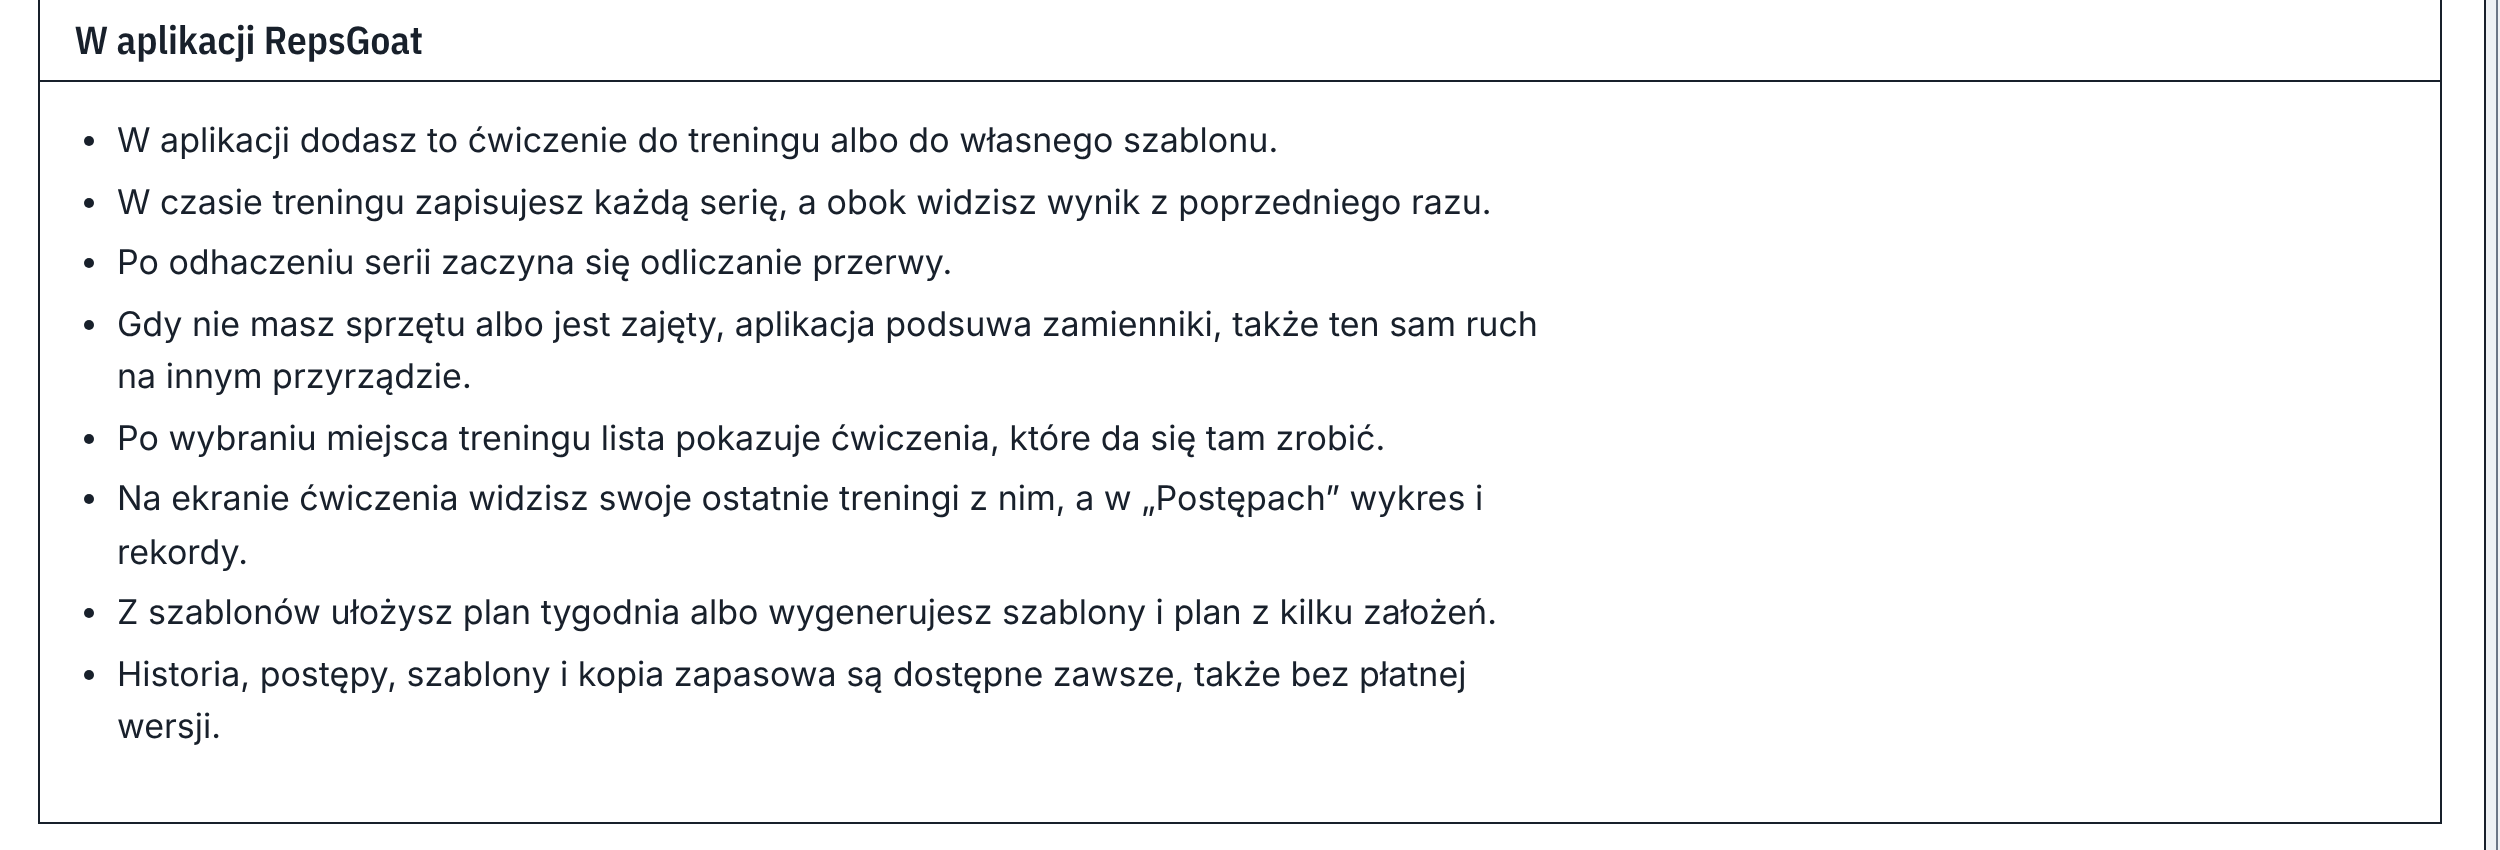 W aplikacji RepsGoat
• W aplikacji dodasz to ćwiczenie do treningu albo do własnego szablonu.
• W czasie treningu zapisujesz każdą serię, a obok widzisz wynik z poprzedniego razu.
• Po odhaczeniu serii zaczyna się odliczanie przerwy.
• Gdy nie masz sprzętu albo jest zajęty, aplikacja podsuwa zamienniki, także ten sam ruch
na innym przyrządzie.
• Po wybraniu miejsca treningu lista pokazuje ćwiczenia, które da się tam zrobić.
• Na ekranie ćwiczenia widzisz swoje ostatnie treningi z nim, a w „Postępach” wykres i
rekordy.
• Z szablonów ułożysz plan tygodnia albo wygenerujesz szablony i plan z kilku założeń.
• Historia, postępy, szablony i kopia zapasowa są dostępne zawsze, także bez płatnej
wersji.